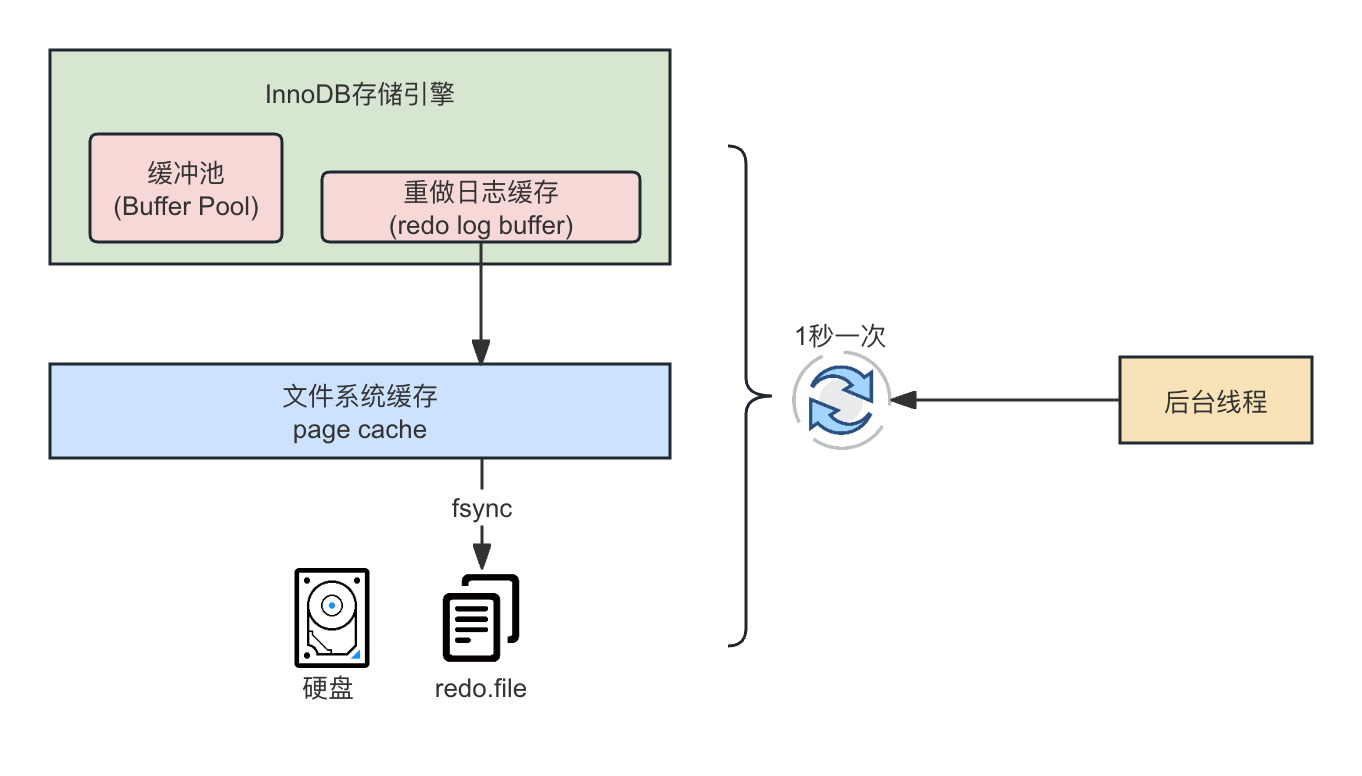 InnoDB存储引擎
缓冲池
(Buffer Pool)
重做日志缓存
(redo log buffer)
1秒一次
文件系统缓存
page cache
后台线程
fsync
硬盘
redo.file